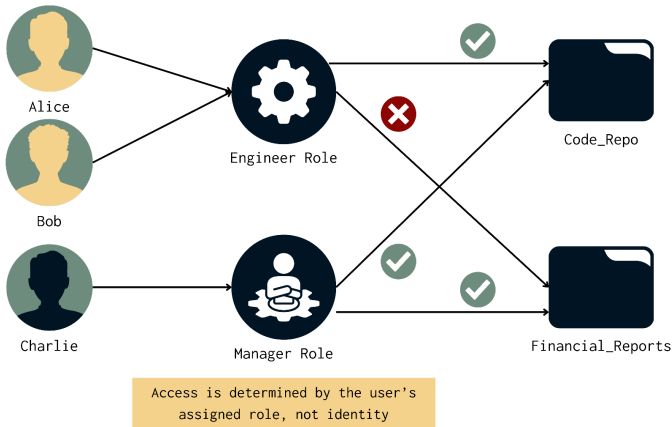 Alice
Engineer Role
Code_Repo
Bob
Charlie
Manager Role
Financial_Reports
Access is determined by the user's
assigned role, not identity